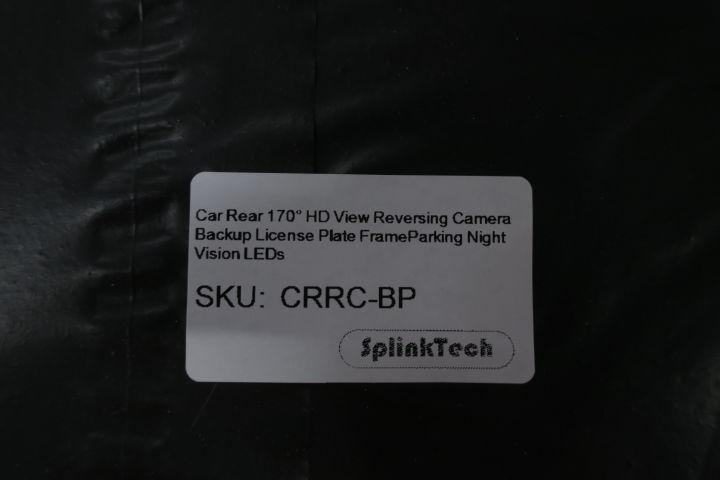 Car Rear 170° HD View Reversing Camera
Backup License Plate FrameParking Night
Vision LEDs
SKU: CRRC-BP
SplinkTech